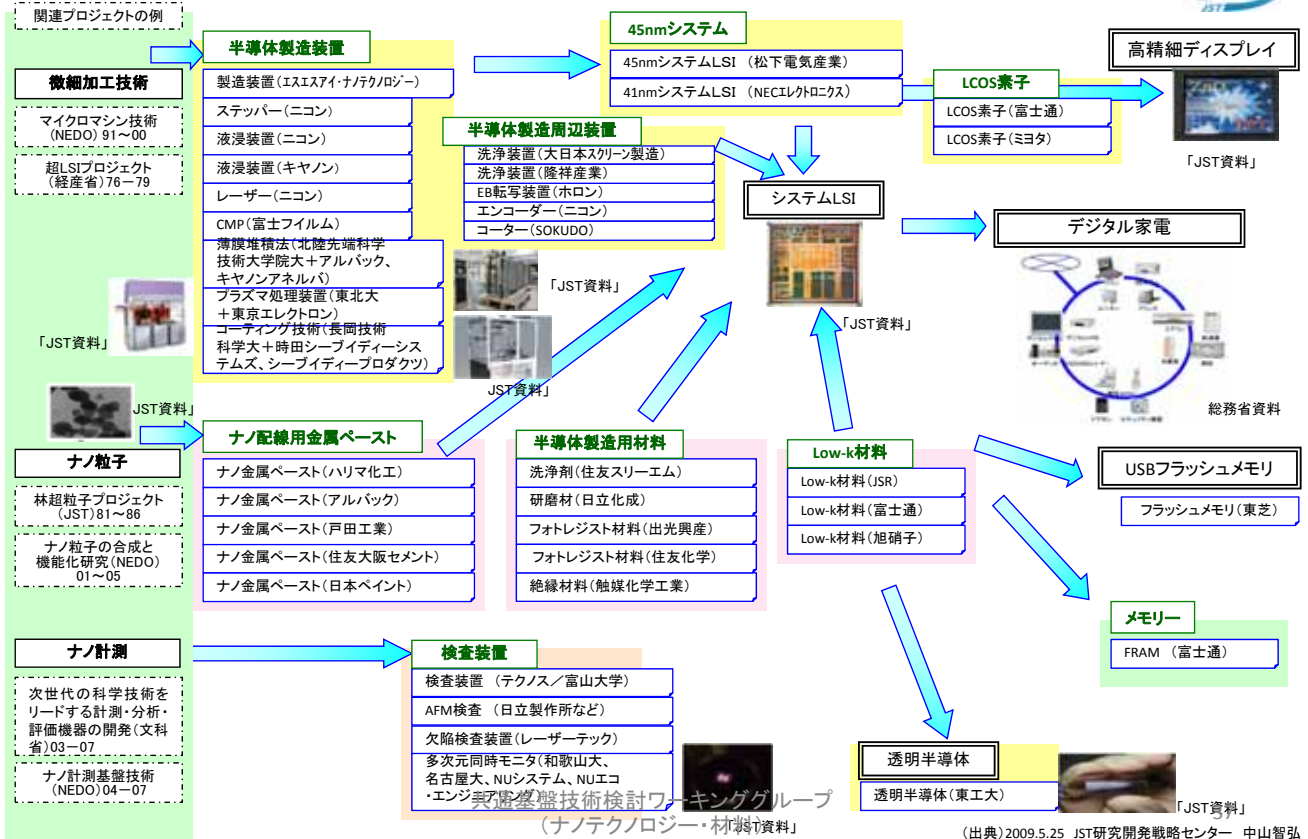 関連プロジェクトの例
微細加工技術
マイクロマシン技術
(NEDO) 91～00
超LSIプロジェクト
(経産省)76－79
「JST資料」
JST資料」
ナノ粒子
林超粒子プロジェクト
(JST)81～86
ナノ粒子の合成と
機能化研究(NEDO)
01～05
ナノ計測
次世代の科学技術を
リードする計測・分析・
評価機器の開発(文科
省)03－07
ナノ計測基盤技術
(NEDO)04－07
半導体製造装置
製造装置(エスエスアイ・ナノテクノロジー)
ステッパー(ニコン)
液浸装置(ニコン)
液浸装置(キヤノン)
レーザー(ニコン)
CMP(富士フイルム)
薄膜堆積法(北陸先端科学
技術大学院大＋アルバック、
キヤノンアネルバ)
プラズマ処理装置(東北大
＋東京エレクトロン)
コーティング技術(長岡技術
科学大＋時田シーブイディーシス
テムズ、シーブイディープロダクツ)
45nmシステム
45nmシステムLSI （松下電気産業）
41nmシステムLSI （NECエレクトロニクス）
半導体製造周辺装置
洗浄装置(大日本スクリーン製造)
洗浄装置(隆祥産業)
EB転写装置(ホロン)
エンコーダー(ニコン)
コーター(SOKUDO)
「JST資料」
JST資料」
LCOS素子
LCOS素子(富士通)
LCOS素子(ミヨタ)
高精細ディスプレイ
JST
「JST資料」
システムLSI
「JST資料」
デジタル家電
総務省資料
ナノ配線用金属ペースト
ナノ金属ペースト(ハリマ化工)
ナノ金属ペースト(アルバック)
ナノ金属ペースト(戸田工業)
ナノ金属ペースト(住友大阪セメント)
ナノ金属ペースト(日本ペイント)
半導体製造用材料
洗浄剤(住友スリーエム)
研磨材(日立化成)
フォトレジスト材料(出光興産)
フォトレジスト材料(住友化学)
絶縁材料(触媒化学工業)
Low-k材料
Low-k材料(JSR)
Low-k材料(富士通)
Low-k材料(旭硝子)
USBフラッシュメモリ
フラッシュメモリ(東芝)
メモリー
FRAM （富士通）
検査装置
検査装置 （テクノス／富山大学）
AFM検査 （日立製作所など）
欠陥検査装置(レーザーテック)
多次元同時モニタ(和歌山大、
名古屋大、NUシステム、NUエコ
・エンジニアリング)
「JST資料」
透明半導体
透明半導体(東工大)
「JST資料」
共通基盤技術検討ワーキンググループ
（ナノテクノロジー・材料）
37
(出典)2009.5.25 JST研究開発戦略センター 中山智弘